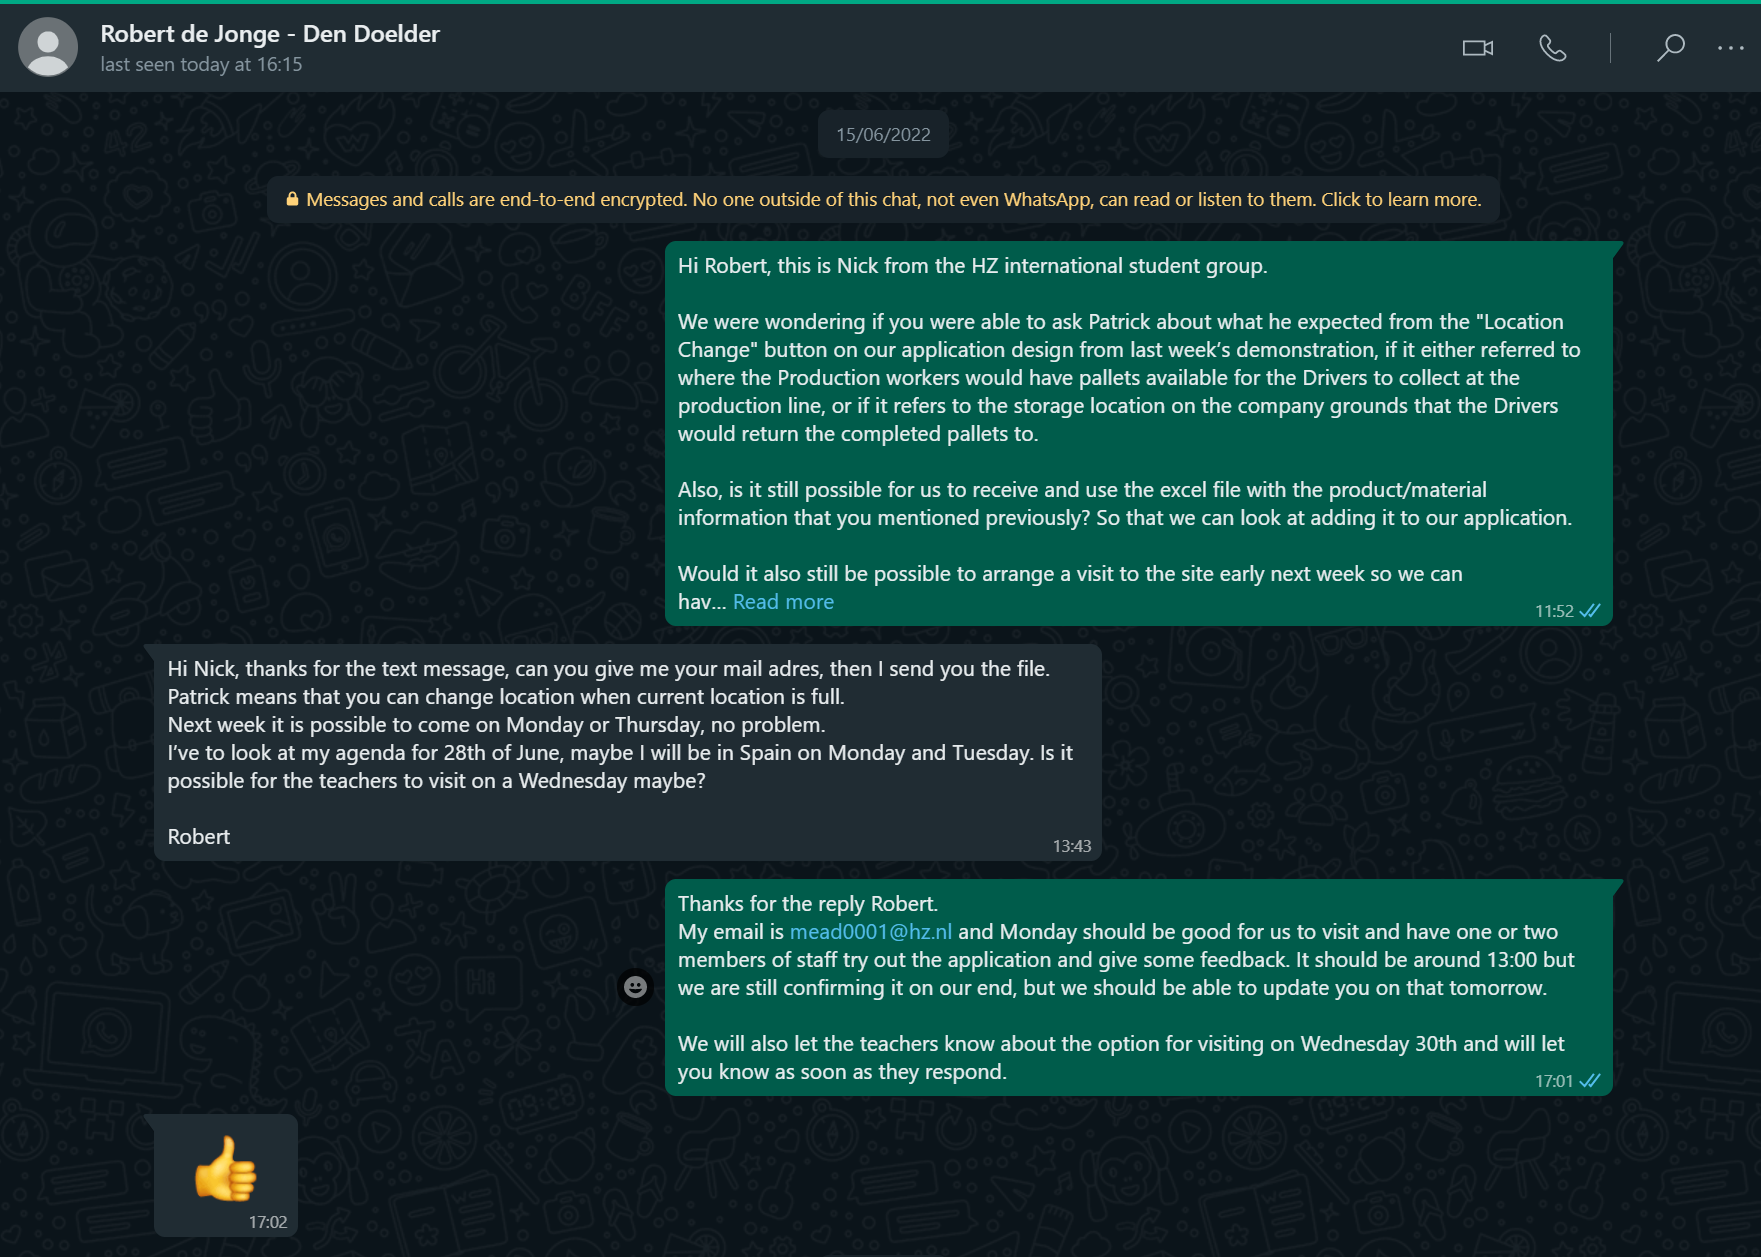 Robert de Jonge - Den Doelder
last seen today at 16:15
15/06/2022
Messages and calls are end-to-end encrypted. No one outside of this chat, not even WhatsApp, can read or listen to them. Click to learn more.
Hi Robert, this is Nick from the HZ international student group.
We were wondering if you were able to ask Patrick about what he expected from the "Location
Change" button on our application design from last week’s demonstration, if it either referred to
where the Production workers would have pallets available for the Drivers to collect at the
production line, or if it refers to the storage location on the company grounds that the Drivers
would return the completed pallets to.
Also, is it still possible for us to receive and use the excel file with the product/material
information that you mentioned previously? So that we can look at adding it to our application.
Would it also still be possible to arrange a visit to the site early next week so we can
hav... Read more
11:52
Hi Nick, thanks for the text message, can you give me your mail adres, then I send you the file.
Patrick means that you can change location when current location is full.
Next week it is possible to come on Monday or Thursday, no problem.
I’ve to look at my agenda for 28th of June, maybe I will be in Spain on Monday and Tuesday. Is it
possible for the teachers to visit on a Wednesday maybe?
Robert
13:43
Thanks for the reply Robert.
My email is mead0001@hz.nl and Monday should be good for us to visit and have one or two
members of staff try out the application and give some feedback. It should be around 13:00 but
we are still confirming it on our end, but we should be able to update you on that tomorrow.
We will also let the teachers know about the option for visiting on Wednesday 30th and will let
you know as soon as they respond.
17:01
👍
17:02